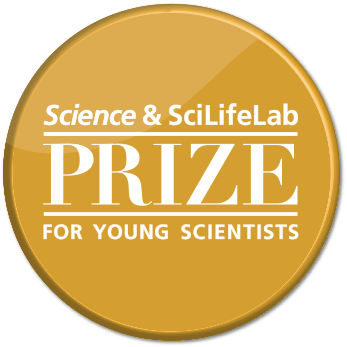 Science & SciLifeLab
PRIZE
FOR YOUNG SCIENTISTS